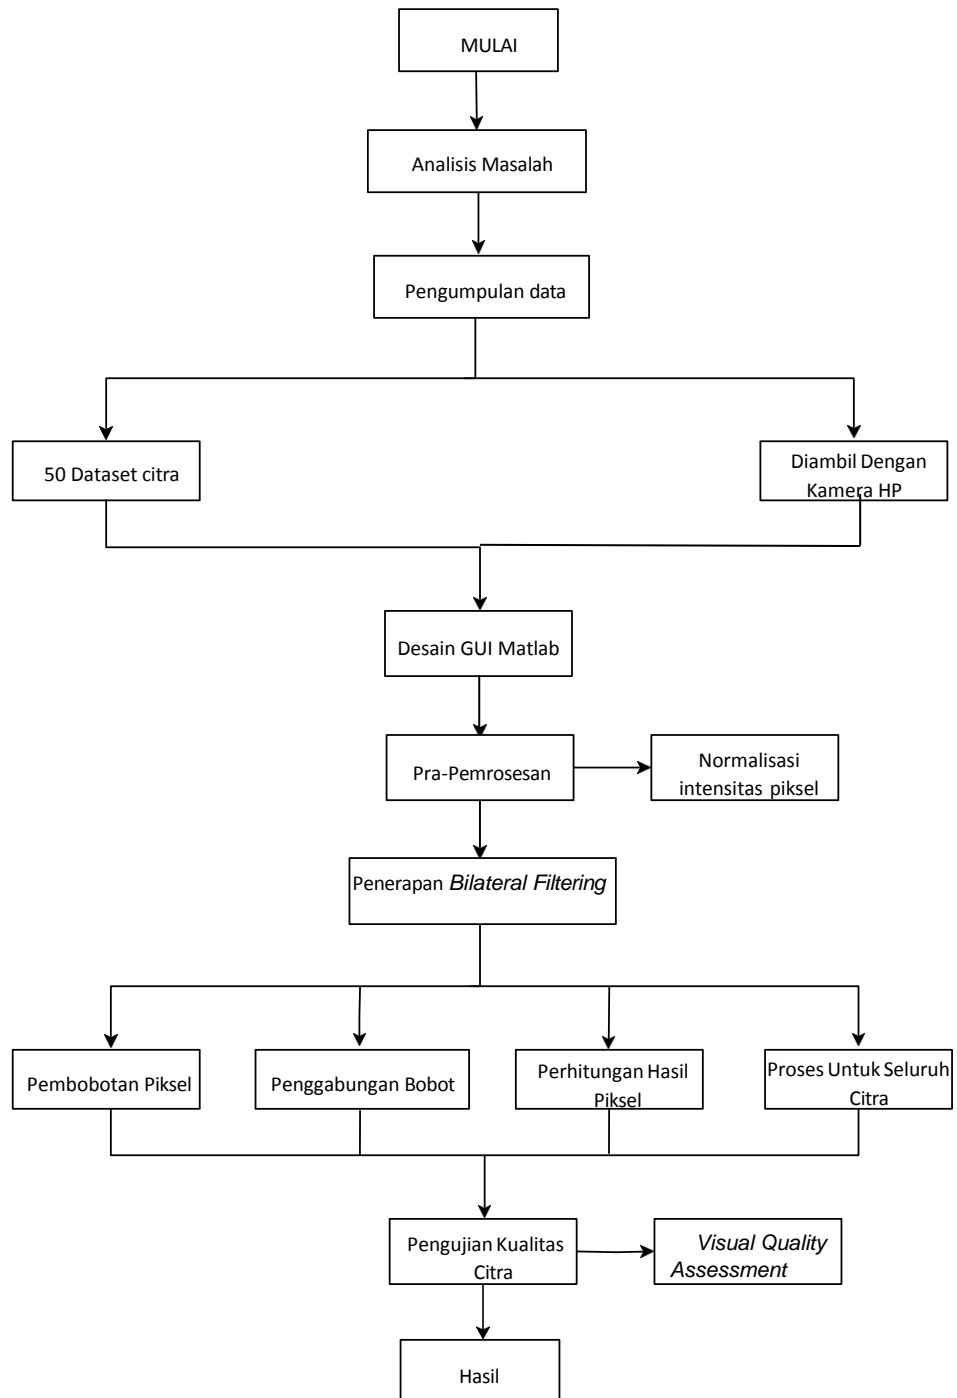 MULAI
Analisis Masalah
Pengumpulan data
50 Dataset citra
Diambil Dengan
Kamera HP
Desain GUI Matlab
Pra-Pemrosesan
Normalisasi
intensitas piksel
Penerapan Bilateral Filtering
Pembobotan Piksel
Penggabungan Bobot
Perhitungan Hasil
Piksel
Proses Untuk Seluruh
Citra
Pengujian Kualitas
Citra
Visual Quality
Assessment
Hasil